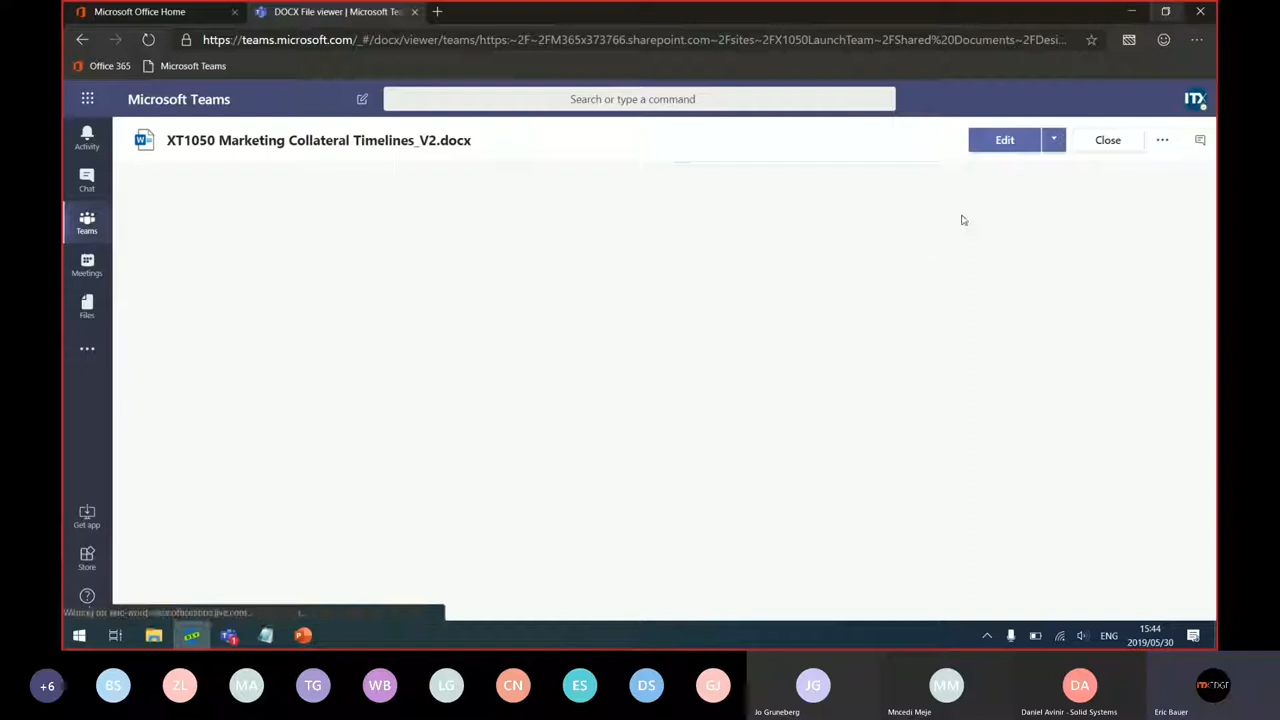 Microsoft Office Home
DOCX File viewer | Microsoft Te
https://teams.microsoft.com/_#/docx/viewer/teams/https:~2F~2FM365x373766.sharepoint.com~2Fsites~2FX1050LaunchTeam~2FShared%20Documents~2FDesi...
Office 365
Microsoft Teams
Microsoft Teams
Search or type a command
ITX
Activity
XT1050 Marketing Collateral Timelines_V2.docx
Edit
Close
Chat
Teams
Meetings
Files
Get app
Store
ENG
15:44
2019/05/30
+6
BS
ZL
MA
TG
WB
LG
CN
ES
DS
GJ
JG
MM
DA
Jo Gruneberg
Mncedi Meje
Daniel Avinir - Solid Systems
Eric Bauer